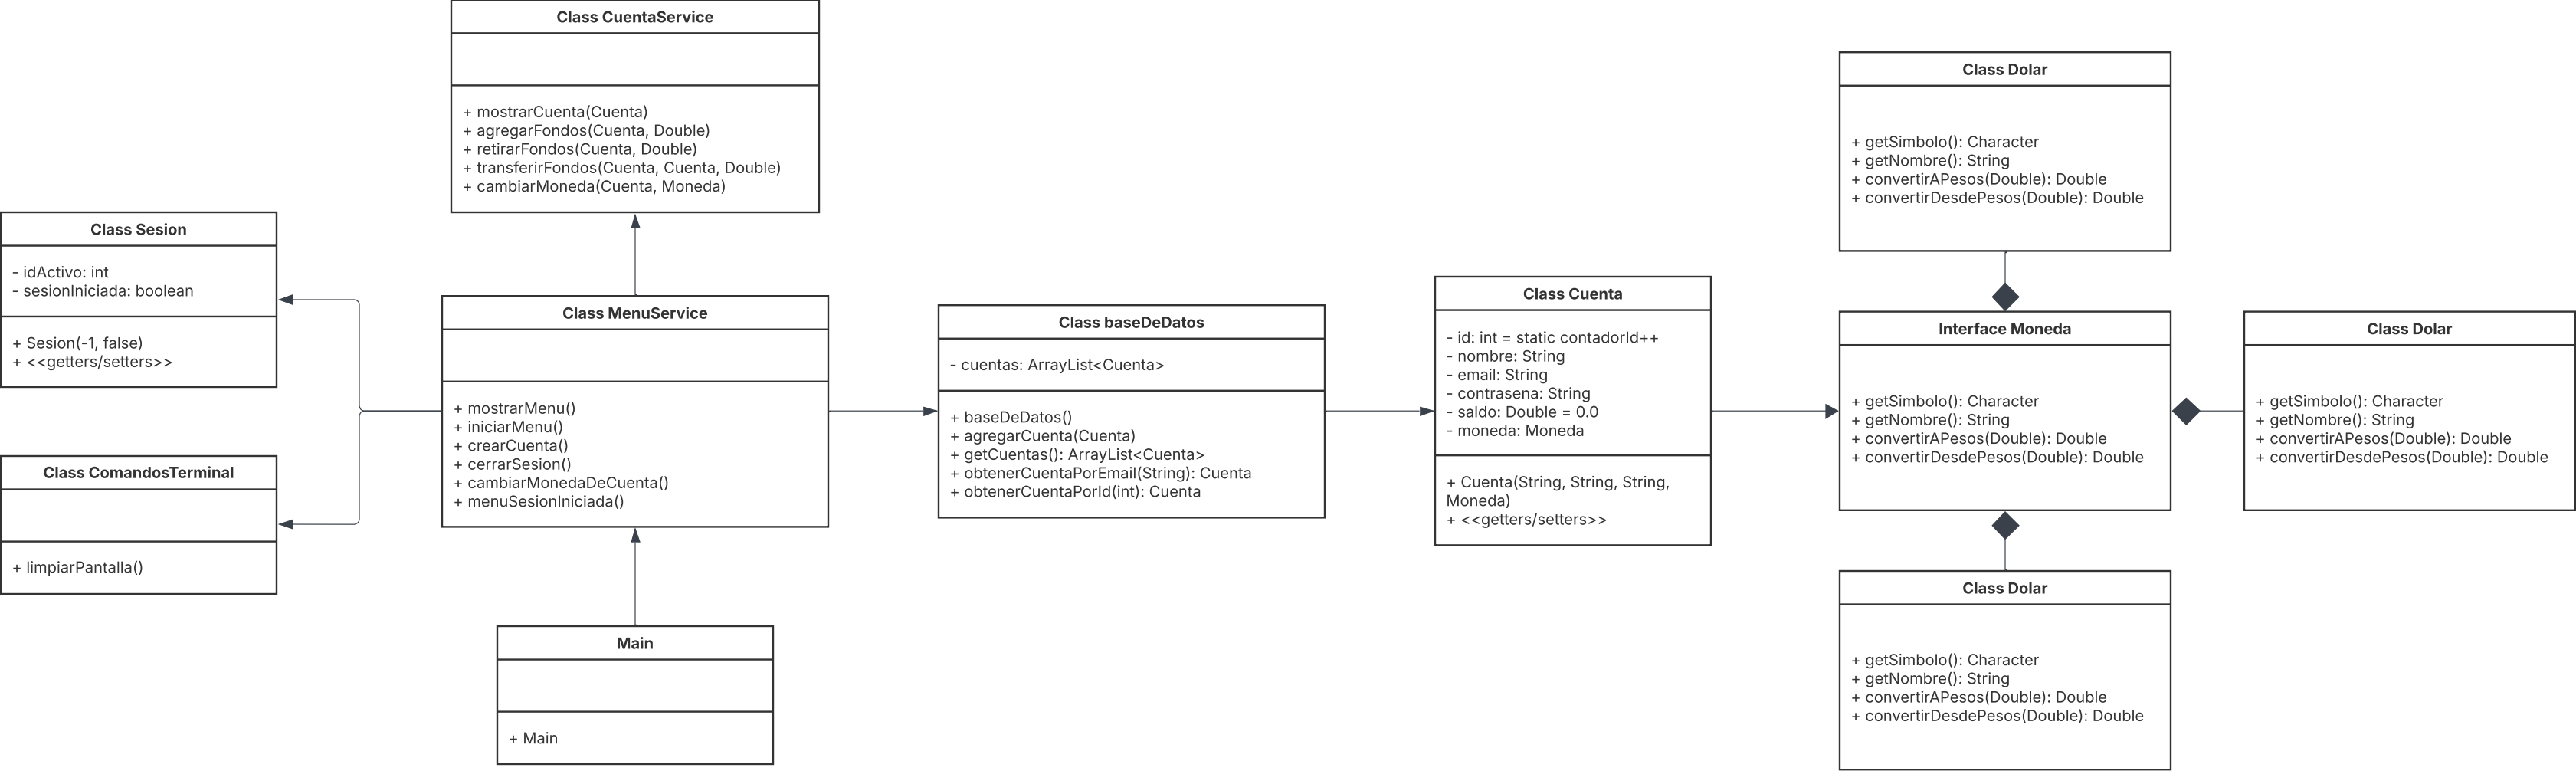 Class CuentaService
+ mostrarCuenta(Cuenta)
+ agregarFondos(Cuenta, Double)
+ retirarFondos(Cuenta, Double)
+ transferirFondos(Cuenta, Cuenta, Double)
+ cambiarMoneda(Cuenta, Moneda)
Class Sesion
- idActivo: int
- sesionIniciada: boolean
+ Sesion(-1, false)
+ <<getters/setters>>
Class ComandosTerminal
+ limpiarPantalla()
Class MenuService
+ mostrarMenu()
+ iniciarMenu()
+ crearCuenta()
+ cerrarSesion()
+ cambiarMonedaDeCuenta()
+ menuSesionIniciada()
Main
+ Main
Class baseDeDatos
- cuentas: ArrayList<Cuenta>
+ baseDeDatos()
+ agregarCuenta(Cuenta)
+ getCuentas(): ArrayList<Cuenta>
+ obtenerCuentaPorEmail(String): Cuenta
+ obtenerCuentaPorId(int): Cuenta
Class Cuenta
- id: int = static contadorId++
- nombre: String
- email: String
- contrasena: String
- saldo: Double = 0.0
- moneda: Moneda
+ Cuenta(String, String, String,
Moneda)
+ <<getters/setters>>
Class Dolar
+ getSimbolo(): Character
+ getNombre(): String
+ convertirAPesos(Double): Double
+ convertirDesdePesos(Double): Double
Interface Moneda
+ getSimbolo(): Character
+ getNombre(): String
+ convertirAPesos(Double): Double
+ convertirDesdePesos(Double): Double
Class Dolar
+ getSimbolo(): Character
+ getNombre(): String
+ convertirAPesos(Double): Double
+ convertirDesdePesos(Double): Double
Class Dolar
+ getSimbolo(): Character
+ getNombre(): String
+ convertirAPesos(Double): Double
+ convertirDesdePesos(Double): Double